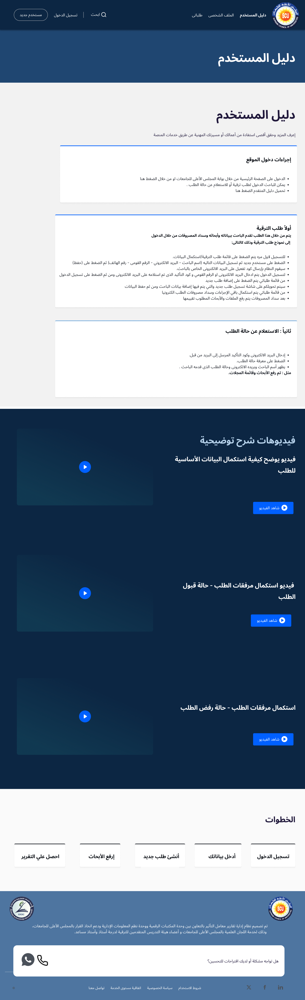 SCU
SUPREME COUNCIL OF UNIVERSITIES
دليل المستخدم
الملف الشخصى
طلباتى
ابحث
تسجيل الدخول
مستخدم جديد
دليل المستخدم
دليل المستخدم
إعرف المزيد وحقق أقصى استفادة من أعمالك أو مسيرتك المهنية عن طريق خدمات المنصة
إجراءات دخول الموقع
• الدخول على الصفحة الرئيسية من خلال بوابة المجلس الأعلى للجامعات او من خلال الضغط هنا
• يمكن للباحث الدخول لطلب ترقية أو للاستعلام عن حالة الطلب .
• تحميل دليل المتقدم الضغط هنا
أولاً طلب الترقية
يتم من خلال هذا الطلب تقدم الباحث ببياناته وأبحاثه وسداد المصروفات من خلال الدخول
إلى نموذج طلب الترقية وذلك كالتالى:
• للتسجيل لاول مره يتم الضغط على قائمة طلب الترقية/استكمال البيانات.
• الضغط على مستخدم جديد ثم تسجيل البيانات التاليه (اسم الباحث - البريد الالكتروني - الرقم القومى - رقم الهاتف) ثم الضغط على (حفظ)
• سيقوم النظام بإرسال كود تفعيل على البريد الالكترونى الخاص بالباحث.
• لتسجيل الدخول يتم ادخال البريد الالكترونى او الرقم القومي و كود التأكيد الذى تم استلامه على البريد الالكترونى ومن ثم الضغط على تسجيل الدخول
• من قائمة طلباتي يتم الضغط على إضافة طلب جديد
• سيتم تحويلكم على شاشة تسجيل طلب جديد والتي يتم فيها إضافة بيانات الباحث ومن ثم حفظ البيانات
• من قائمة طلباتي يتم استكمال باقي الإجراءات وسداد مصروفات الطلب الكترونيا
• بعد سداد المصروفات يتم رفع الملفات والأبحاث المطلوب تقييمها
ثانياً : الاستعلام عن حالة الطلب
• إدخال البريد الالكترونى وكود التأكيد المرسل إلى البريد من قبل.
• الضغط على معرفة حالة الطلب.
• يظهر أسم الباحث وبريده الالكترونى وحالة الطلب الذى قدمه الباحث .
مثل : تم رفع الأبحاث وقائمة المجلات.
فيديوهات شرح توضيحية
فيديو يوضح كيفية استكمال البيانات الأساسية
للطلب
شاهد الفيديو
فيديو استكمال مرفقات الطلب - حالة قبول
الطلب
شاهد الفيديو
استكمال مرفقات الطلب - حالة رفض الطلب
شاهد الفيديو
الخطوات
تسجيل الدخول
أدخل بياناتك
أنشئ طلب جديد
إرفع الأبحاث
احصل علي التقرير
SCU
SUPREME COUNCIL OF UNIVERSITIES
EKSC
تم تصميم نظام إدارة تقارير معامل التأثير بالتعاون بين وحدة المكتبات الرقمية ووحدة نظم المعلومات الإدارية ودعم اتخاذ القرار بالمجلس الأعلى للجامعات،
وذلك لخدمة اللجان العلمية بالمجلس الأعلى للجامعات و أعضاء هيئة التدريس المتقدمين للترقية لدرجة أستاذ وأستاذ مساعد.
هل تواجه مشكلة أو لديك اقتراحات للتحسين؟
شروط الاستخدام
سياسة الخصوصية
اتفاقية مستوى الخدمة
تواصل معنا
©